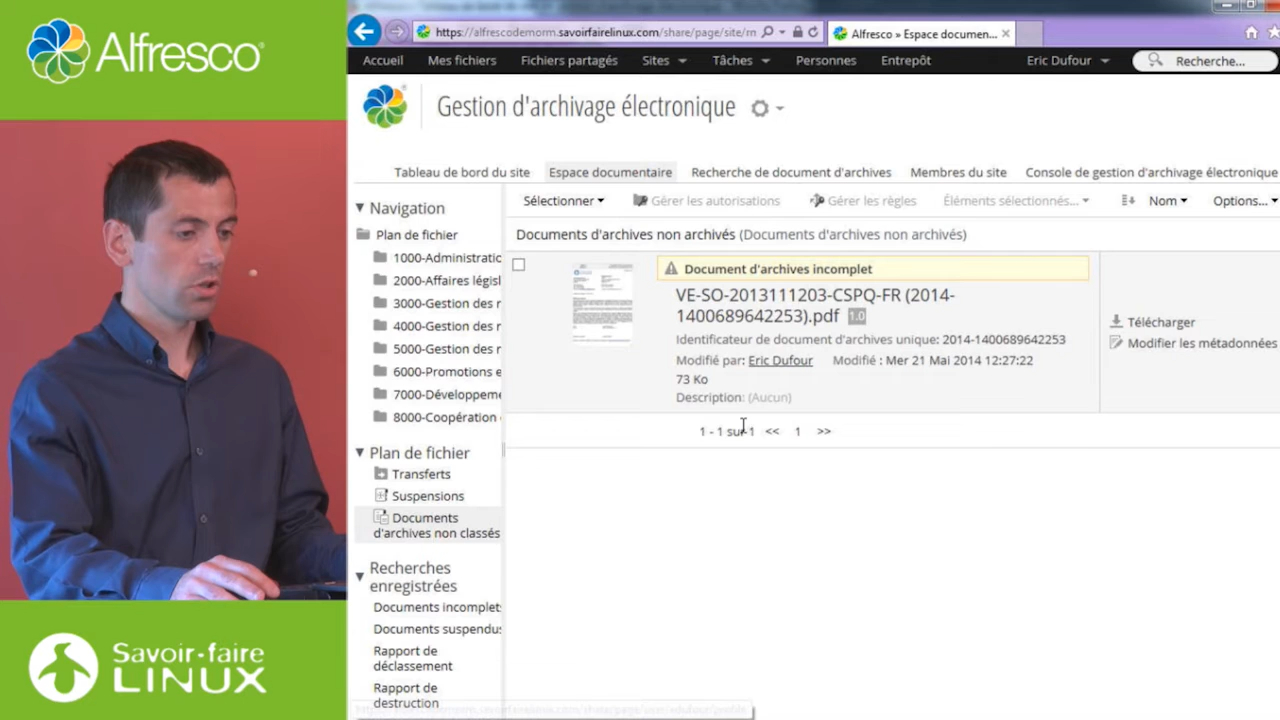 Alfresco
https://alfrescodemorm.savoirfairelinux.com/share/page/site/rn
Alfresco » Espace documen...
Accueil Mes fichiers Fichiers partagés Sites Tâches Personnes Entrepôt Eric Dufour Recherche...
Gestion d'archivage électronique
Tableau de bord du site Espace documentaire Recherche de document d'archives Membres du site Console de gestion d'archivage électronique
Navigation
Plan de fichier
1000-Administratio
2000-Affaires législ
3000-Gestion des r
4000-Gestion des r
5000-Gestion des r
6000-Promotions e
7000-Développeme
8000-Coopération
Plan de fichier
Transferts
Suspensions
Documents
d'archives non classés
Recherches
enregistrées
Documents incomplets
Documents suspendus
Rapport de
déclassement
Rapport de
destruction
Sélectionner Gérer les autorisations Gérer les règles Éléments sélectionnés... Nom Options...
Documents d'archives non archivés (Documents d'archives non archivés)
Document d'archives incomplet
VE-SO-2013111203-CSPQ-FR (2014-
1400689642253).pdf 1.0
Identificateur de document d'archives unique: 2014-1400689642253
Modifié par: Eric Dufour Modifié : Mer 21 Mai 2014 12:27:22
73 Ko
Description: (Aucun)
Télécharger
Modifier les métadonnées
1 - 1 sur 1 << 1 >>
Savoir-faire
LINUX